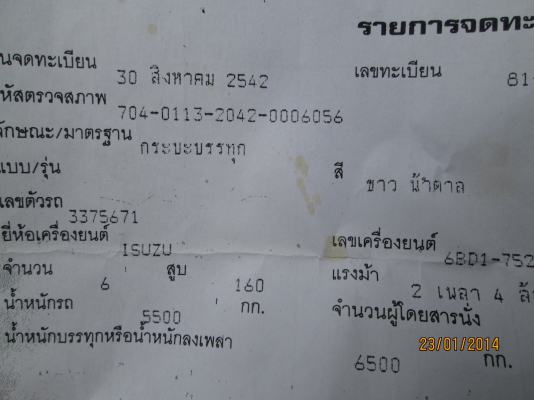 รายการจดทะ
นจดทะเบียน 30 สิงหาคม 2542 เลขทะเบียน 81
หัสตรวจสภาพ 704-0113-2042-0006056
ลักษณะ/มาตรฐาน กระบะบรรทุก
แบบ/รุ่น สี ขาว น้ำตาล
เลขตัวรถ 3375671
ยี่ห้อเครื่องยนต์ ISUZU เลขเครื่องยนต์ 6BD1-752
จำนวน 6 สูบ 160 แรงม้า 2 เพลา 4 ล้
น้ำหนักรถ 5500 กก. จำนวนผู้โดยสารนั่ง
น้ำหนักบรรทุกหรือน้ำหนักลงเพลา 6500 กก.
23/01/2014